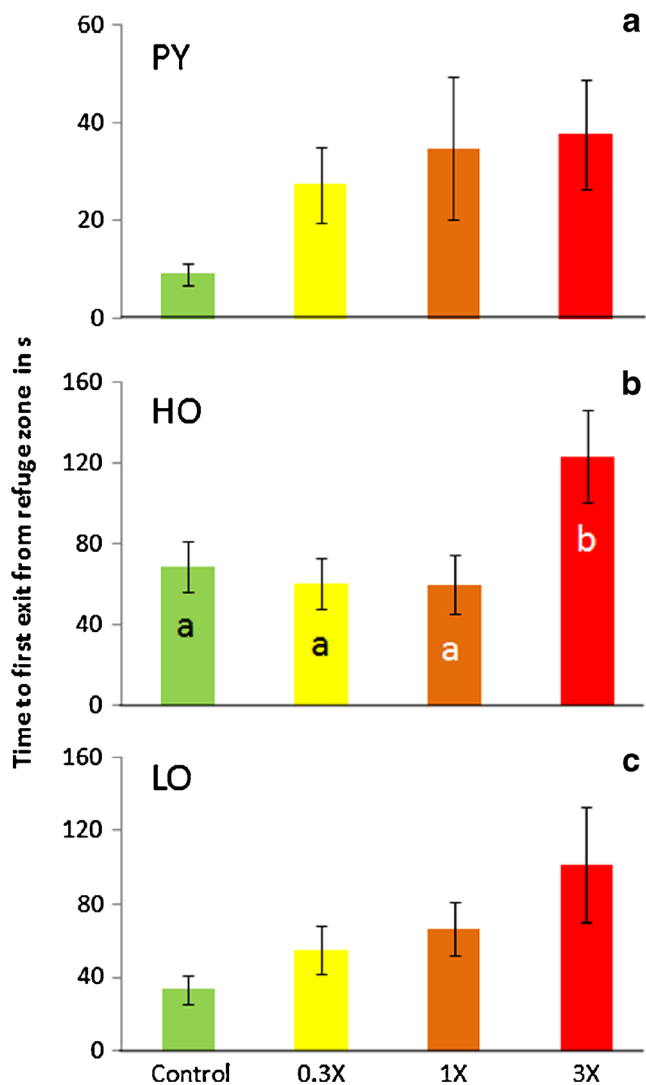 Time to first exit from refuge zone in s
a
PY
60
40
20
0
b
HO
160
120
80
40
0
a
a
a
b
c
LO
160
120
80
40
0
Control 0.3X 1X 3X